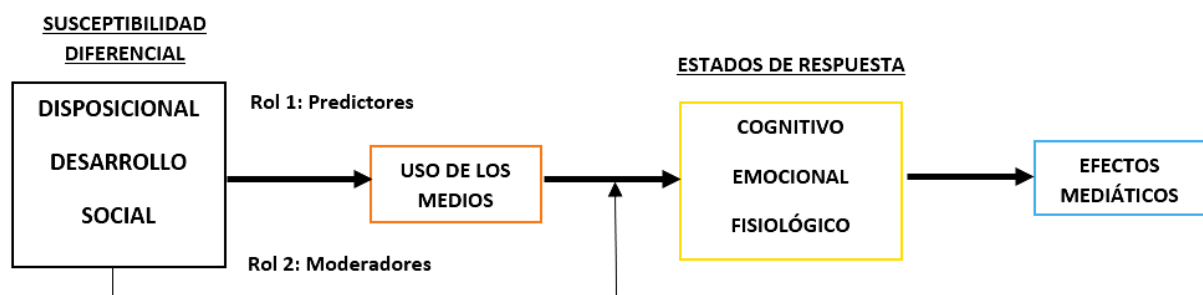 SUSCEPTIBILIDAD
DIFERENCIAL
DISPOSICIONAL
DESARROLLO
SOCIAL
Rol 1: Predictores
Rol 2: Moderadores
USO DE LOS
MEDIOS
ESTADOS DE RESPUESTA
COGNITIVO
EMOCIONAL
FISIOLÓGICO
EFECTOS
MEDIÁTICOS